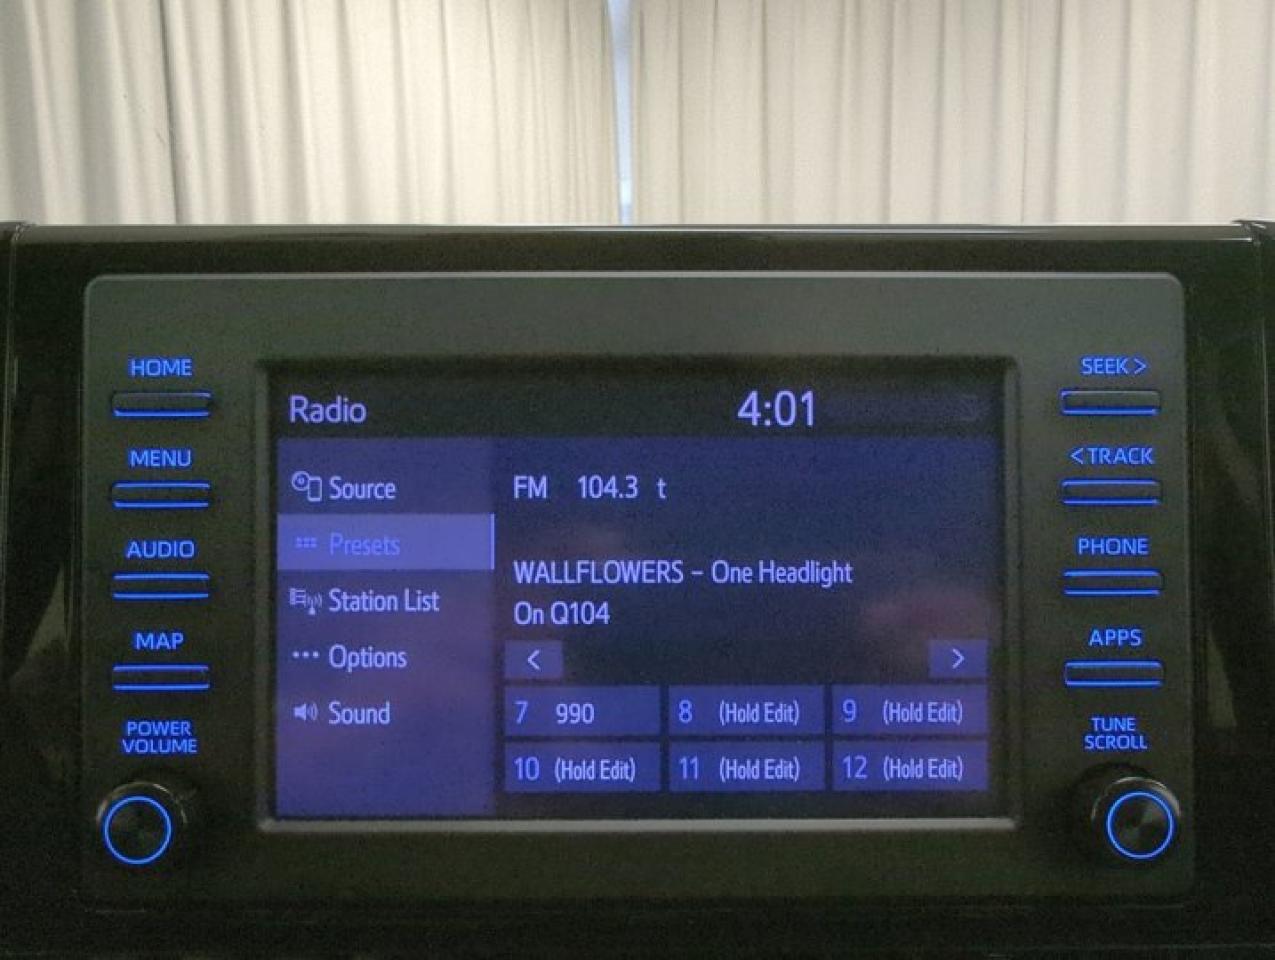 HOME
MENU
AUDIO
MAP
POWER
VOLUME
Radio
4:01
Source
Presets
Station List
Options
Sound
FM 104.3 t
WALLFLOWERS – One Headlight
On Q104
< >
7 990
8 (Hold Edit)
9 (Hold Edit)
10 (Hold Edit)
11 (Hold Edit)
12 (Hold Edit)
SEEK >
< TRACK
PHONE
APPS
TUNE
SCROLL